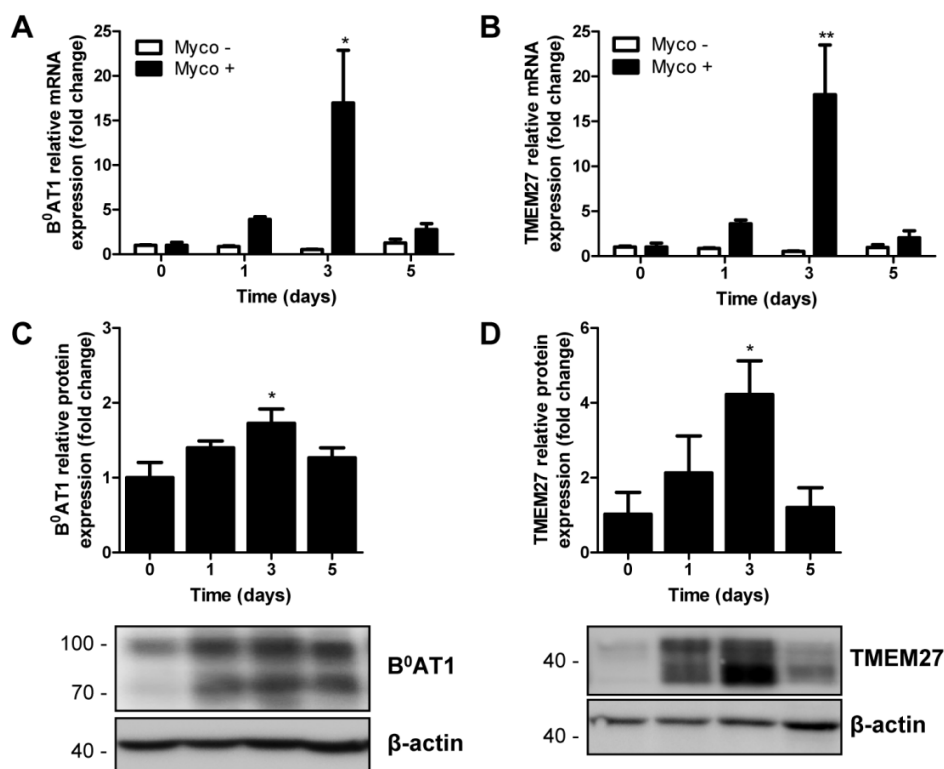 A
B⁰AT1 relative mRNA
expression (fold change)
25
20
15
10
5
0
Myco -
Myco +
*
0 1 3 5
Time (days)
B
TMEM27 relative mRNA
expression (fold change)
25
20
15
10
5
0
Myco -
Myco +
**
0 1 3 5
Time (days)
C
B⁰AT1 relative protein
expression (fold change)
3
2
1
0
*
0 1 3 5
Time (days)
100 -
70 -
B⁰AT1
40 -
β-actin
D
TMEM27 relative protein
expression (fold change)
6
4
2
0
*
0 1 3 5
Time (days)
40 -
TMEM27
40 -
β-actin